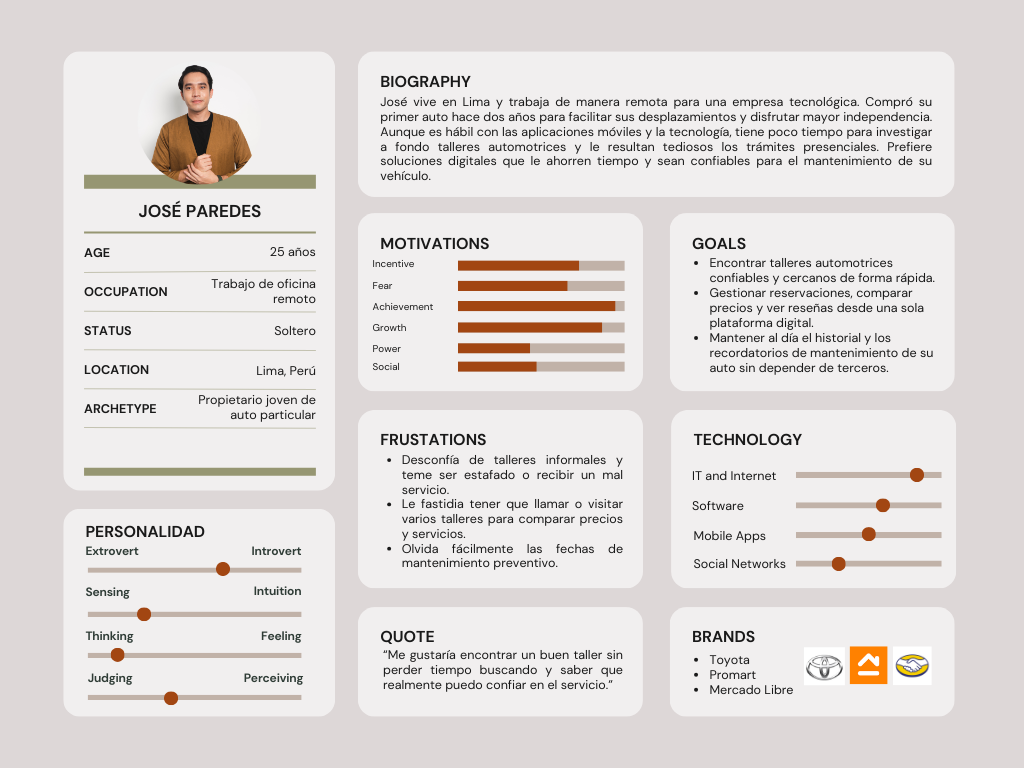 JOSÉ PAREDES
AGE
25 años
OCCUPATION
Trabajo de oficina
remoto
STATUS
Soltero
LOCATION
Lima, Perú
ARCHETYPE
Propietario joven de
auto particular
PERSONALIDAD
Extrovert Introvert
Sensing Intuition
Thinking Feeling
Judging Perceiving
BIOGRAPHY
José vive en Lima y trabaja de manera remota para una empresa tecnológica. Compró su
primer auto hace dos años para facilitar sus desplazamientos y disfrutar mayor independencia.
Aunque es hábil con las aplicaciones móviles y la tecnología, tiene poco tiempo para investigar
a fondo talleres automotrices y le resultan tediosos los trámites presenciales. Prefiere
soluciones digitales que le ahorren tiempo y sean confiables para el mantenimiento de su
vehículo.
MOTIVATIONS
Incentive
Fear
Achievement
Growth
Power
Social
GOALS
• Encontrar talleres automotrices
confiables y cercanos de forma rápida.
• Gestionar reservaciones, comparar
precios y ver reseñas desde una sola
plataforma digital.
• Mantener al día el historial y los
recordatorios de mantenimiento de su
auto sin depender de terceros.
FRUSTATIONS
• Desconfía de talleres informales y
teme ser estafado o recibir un mal
servicio.
• Le fastidia tener que llamar o visitar
varios talleres para comparar precios
y servicios.
• Olvida fácilmente las fechas de
mantenimiento preventivo.
TECHNOLOGY
IT and Internet
Software
Mobile Apps
Social Networks
QUOTE
“Me gustaría encontrar un buen taller sin
perder tiempo buscando y saber que
realmente puedo confiar en el servicio.”
BRANDS
• Toyota
• Promart
• Mercado Libre